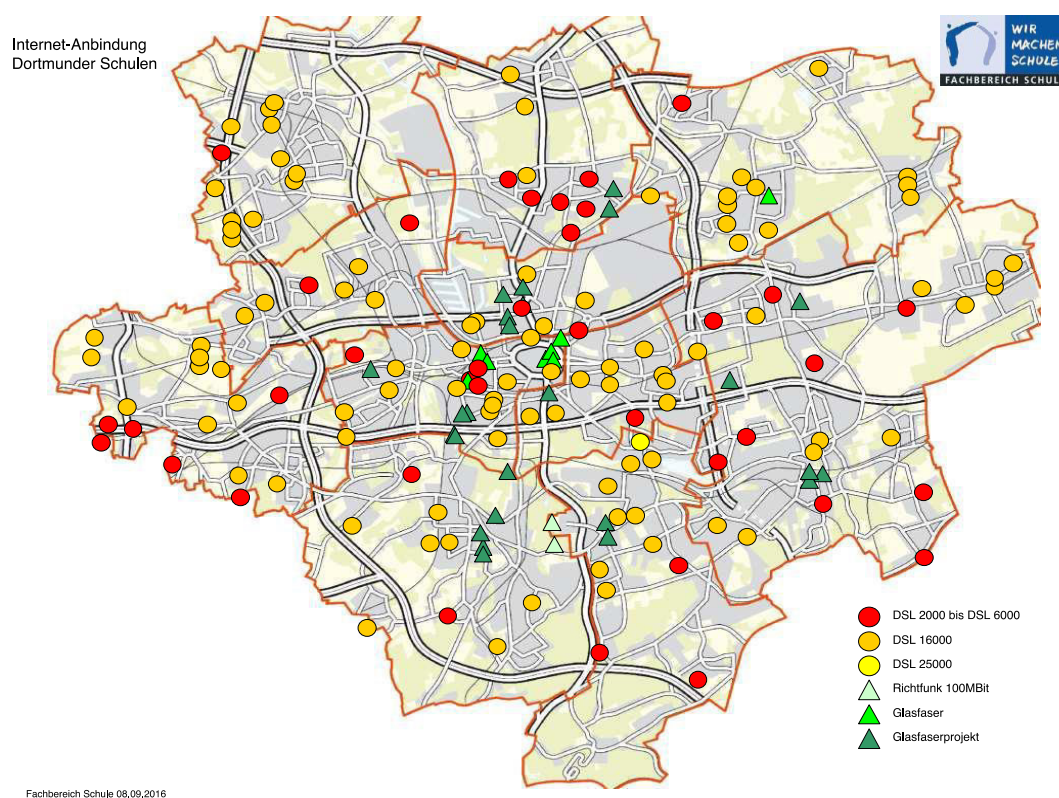 Internet-Anbindung
Dortmunder Schulen
WIR
MACHEN
SCHULE
FACHBEREICH SCHUL
DSL 2000 bis DSL 6000
DSL 16000
DSL 25000
Richtfunk 100MBit
Glasfaser
Glasfaserprojekt
Fachbereich Schule 08,09,2016